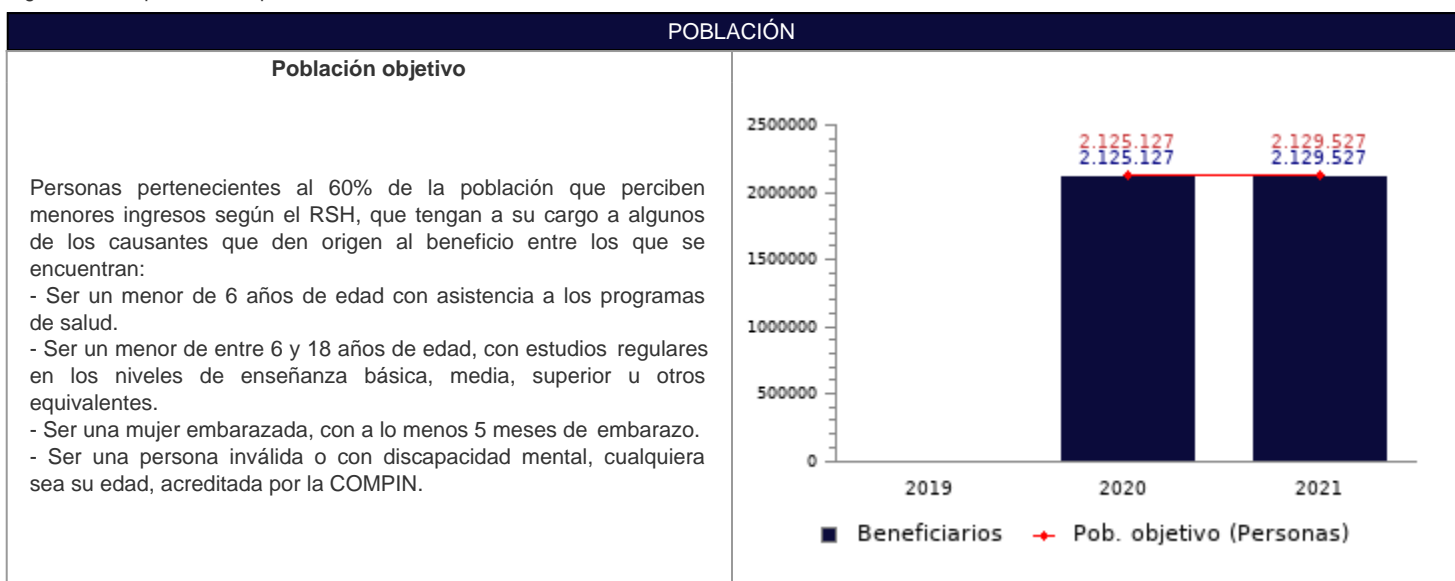 POBLACIÓN
Población objetivo
Personas pertenecientes al 60% de la población que perciben
menores ingresos según el RSH, que tengan a su cargo a algunos
de los causantes que den origen al beneficio entre los que se
encuentran:
- Ser un menor de 6 años de edad con asistencia a los programas
de salud.
- Ser un menor de entre 6 y 18 años de edad, con estudios regulares
en los niveles de enseñanza básica, media, superior u otros
equivalentes.
- Ser una mujer embarazada, con a lo menos 5 meses de embarazo.
- Ser una persona inválida o con discapacidad mental, cualquiera
sea su edad, acreditada por la COMPIN.
2500000
2000000
1500000
1000000
500000
0
2.125.127
2.125.127
2.129.527
2.129.527
2019 2020 2021
Beneficiarios Pob. objetivo (Personas)